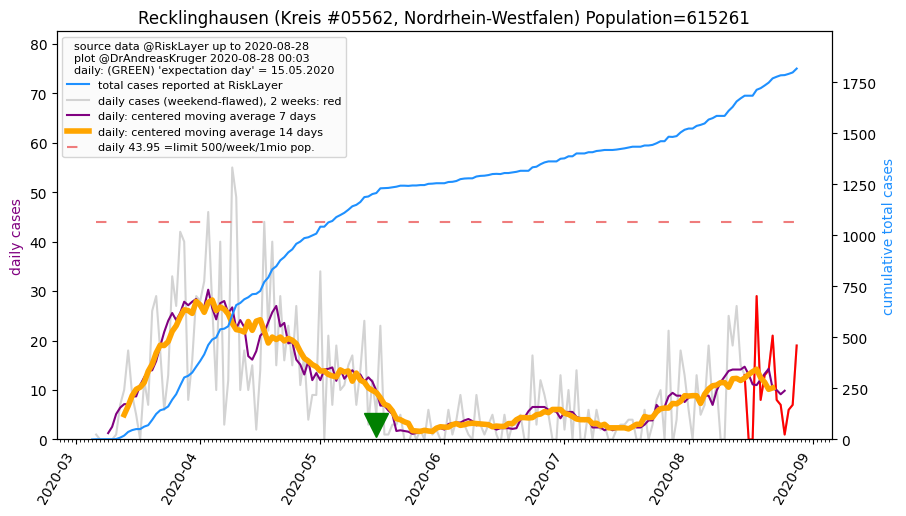 Recklinghausen (Kreis #05562, Nordrhein-Westfalen) Population=615261
source data @RiskLayer up to 2020-08-28
plot @DrAndreasKruger 2020-08-28 00:03
daily: (GREEN) 'expectation day' = 15.05.2020
total cases reported at RiskLayer
daily cases (weekend-flawed), 2 weeks: red
daily: centered moving average 7 days
daily: centered moving average 14 days
daily 43.95 =limit 500/week/1mio pop.
daily cases
80
70
60
50
40
30
20
10
0
cumulative total cases
1750
1500
1250
1000
750
500
250
0
2020-03
2020-04
2020-05
2020-06
2020-07
2020-08
2020-09